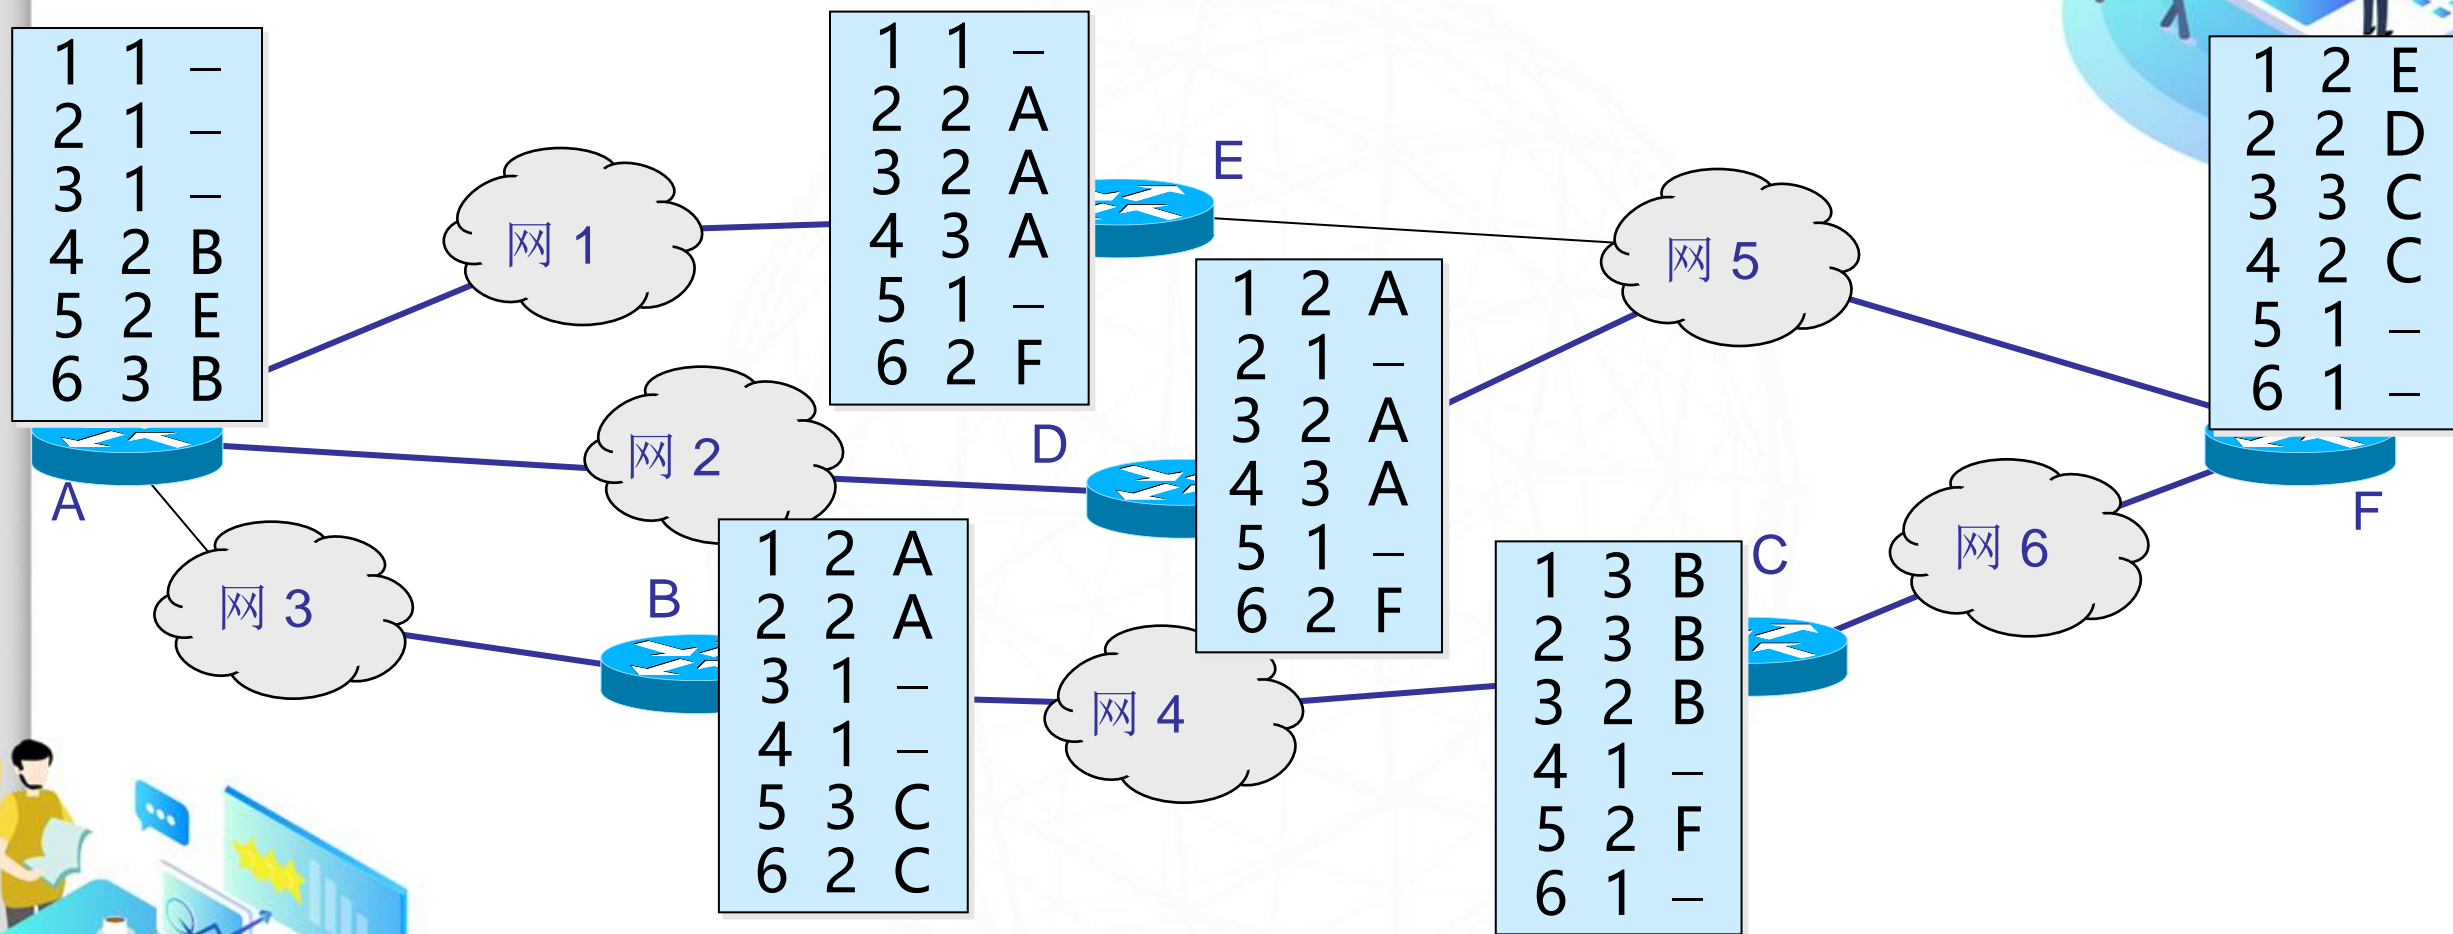 1 1 –
2 1 –
3 1 –
4 2 B
5 2 E
6 3 B
A
网 1
1 1 –
2 2 A
3 2 A
4 3 A
5 1 –
6 2 F
E
网 5
1 2 E
2 2 D
3 3 C
4 2 C
5 1 –
6 1 –
F
网 2
D
1 2 A
2 1 –
3 2 A
4 3 A
5 1 –
6 2 F
网 3
B
1 2 A
2 2 A
3 1 –
4 1 –
5 3 C
6 2 C
网 4
1 3 B
2 3 B
3 2 B
4 1 –
5 2 F
6 1 –
C
网 6